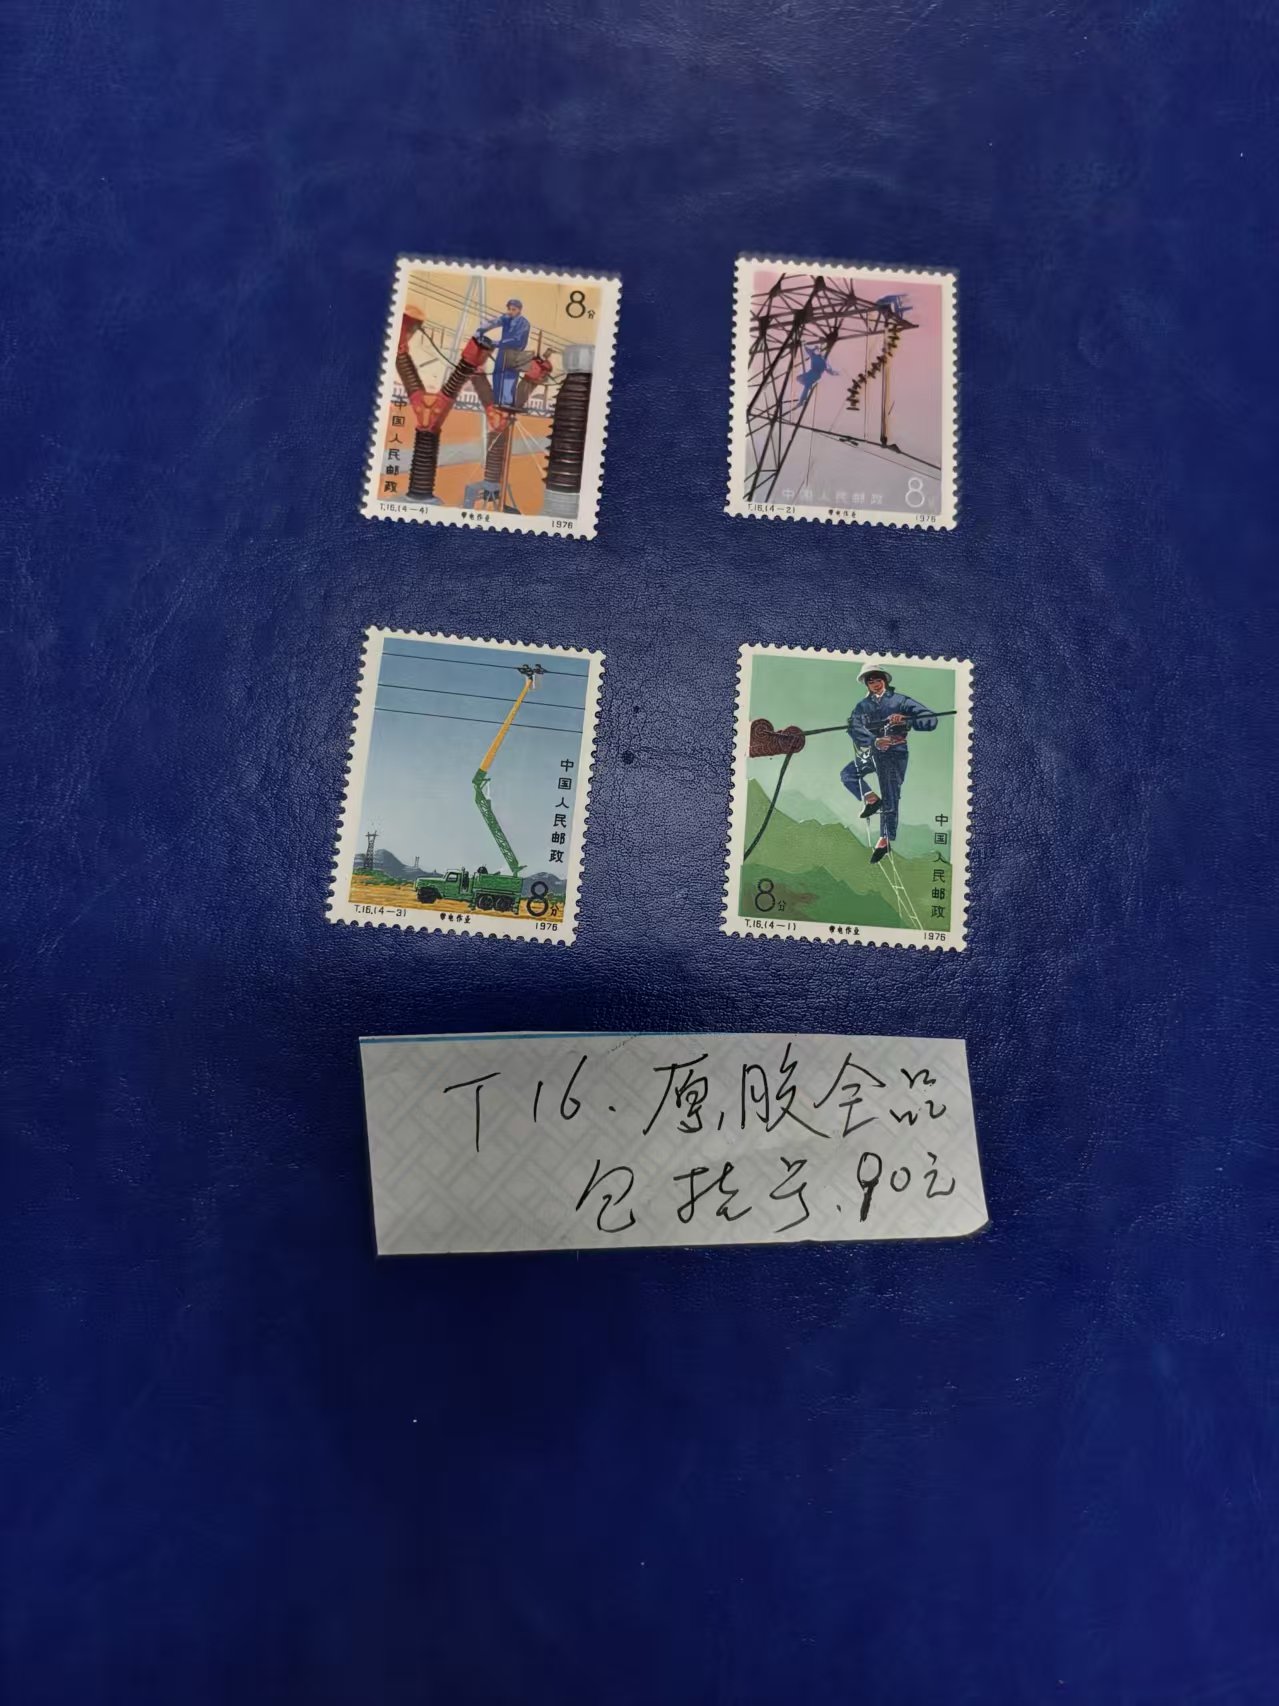 8分
中国人民邮政
T.16.(4-4) 带电作业 1976
中国人民邮政 8分
T.16.(4-2) 带电作业 1976
中国人民邮政
8分
T.16.(4-3) 带电作业 1976
中国人民邮政
8分
T.16.(4-1) 带电作业 1976
T16.原胶全品
包挂号.90元